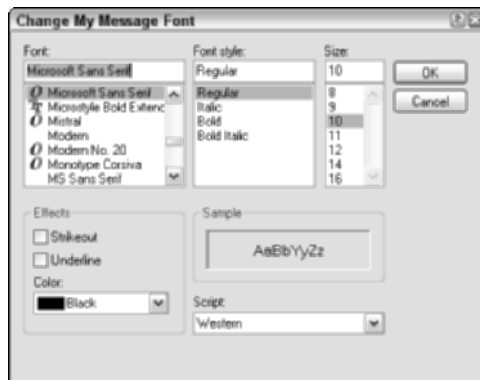 Change My Message Font
Font:
Font style:
Size:
Microsoft Sans Serif
Regular
10
OK
Cancel
Microsoft Sans Serif
Microstyle Bold Extenc
Mistral
Modern
Modern No. 20
Monotype Corsiva
MS Sans Serif
Regular
Italic
Bold
Bold Italic
8
9
10
11
12
14
16
Effects
Strikeout
Underline
Color:
Black
Sample
AaBbYyZz
Script:
Western